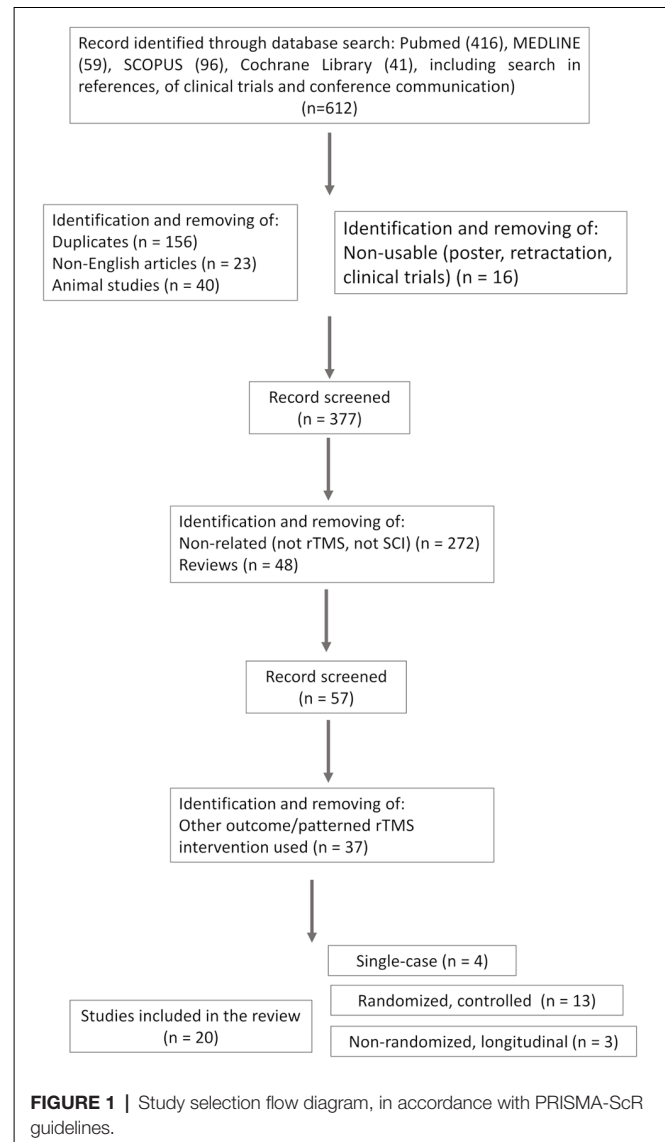 Record identified through database search: Pubmed (416), MEDLINE
(59), SCOPUS (96), Cochrane Library (41), including search in
references, of clinical trials and conference communication)
(n=612)
Identification and removing of:
Duplicates (n = 156)
Non-English articles (n = 23)
Animal studies (n = 40)
Identification and removing of:
Non-usable (poster, retractation,
clinical trials) (n = 16)
Record screened
(n = 377)
Identification and removing of:
Non-related (not rTMS, not SCI) (n = 272)
Reviews (n = 48)
Record screened
(n = 57)
Identification and removing of:
Other outcome/patterned rTMS
intervention used (n = 37)
Studies included in the review
(n = 20)
Single-case (n = 4)
Randomized, controlled (n = 13)
Non-randomized, longitudinal (n = 3)
FIGURE 1 | Study selection flow diagram, in accordance with PRISMA-ScR
guidelines.